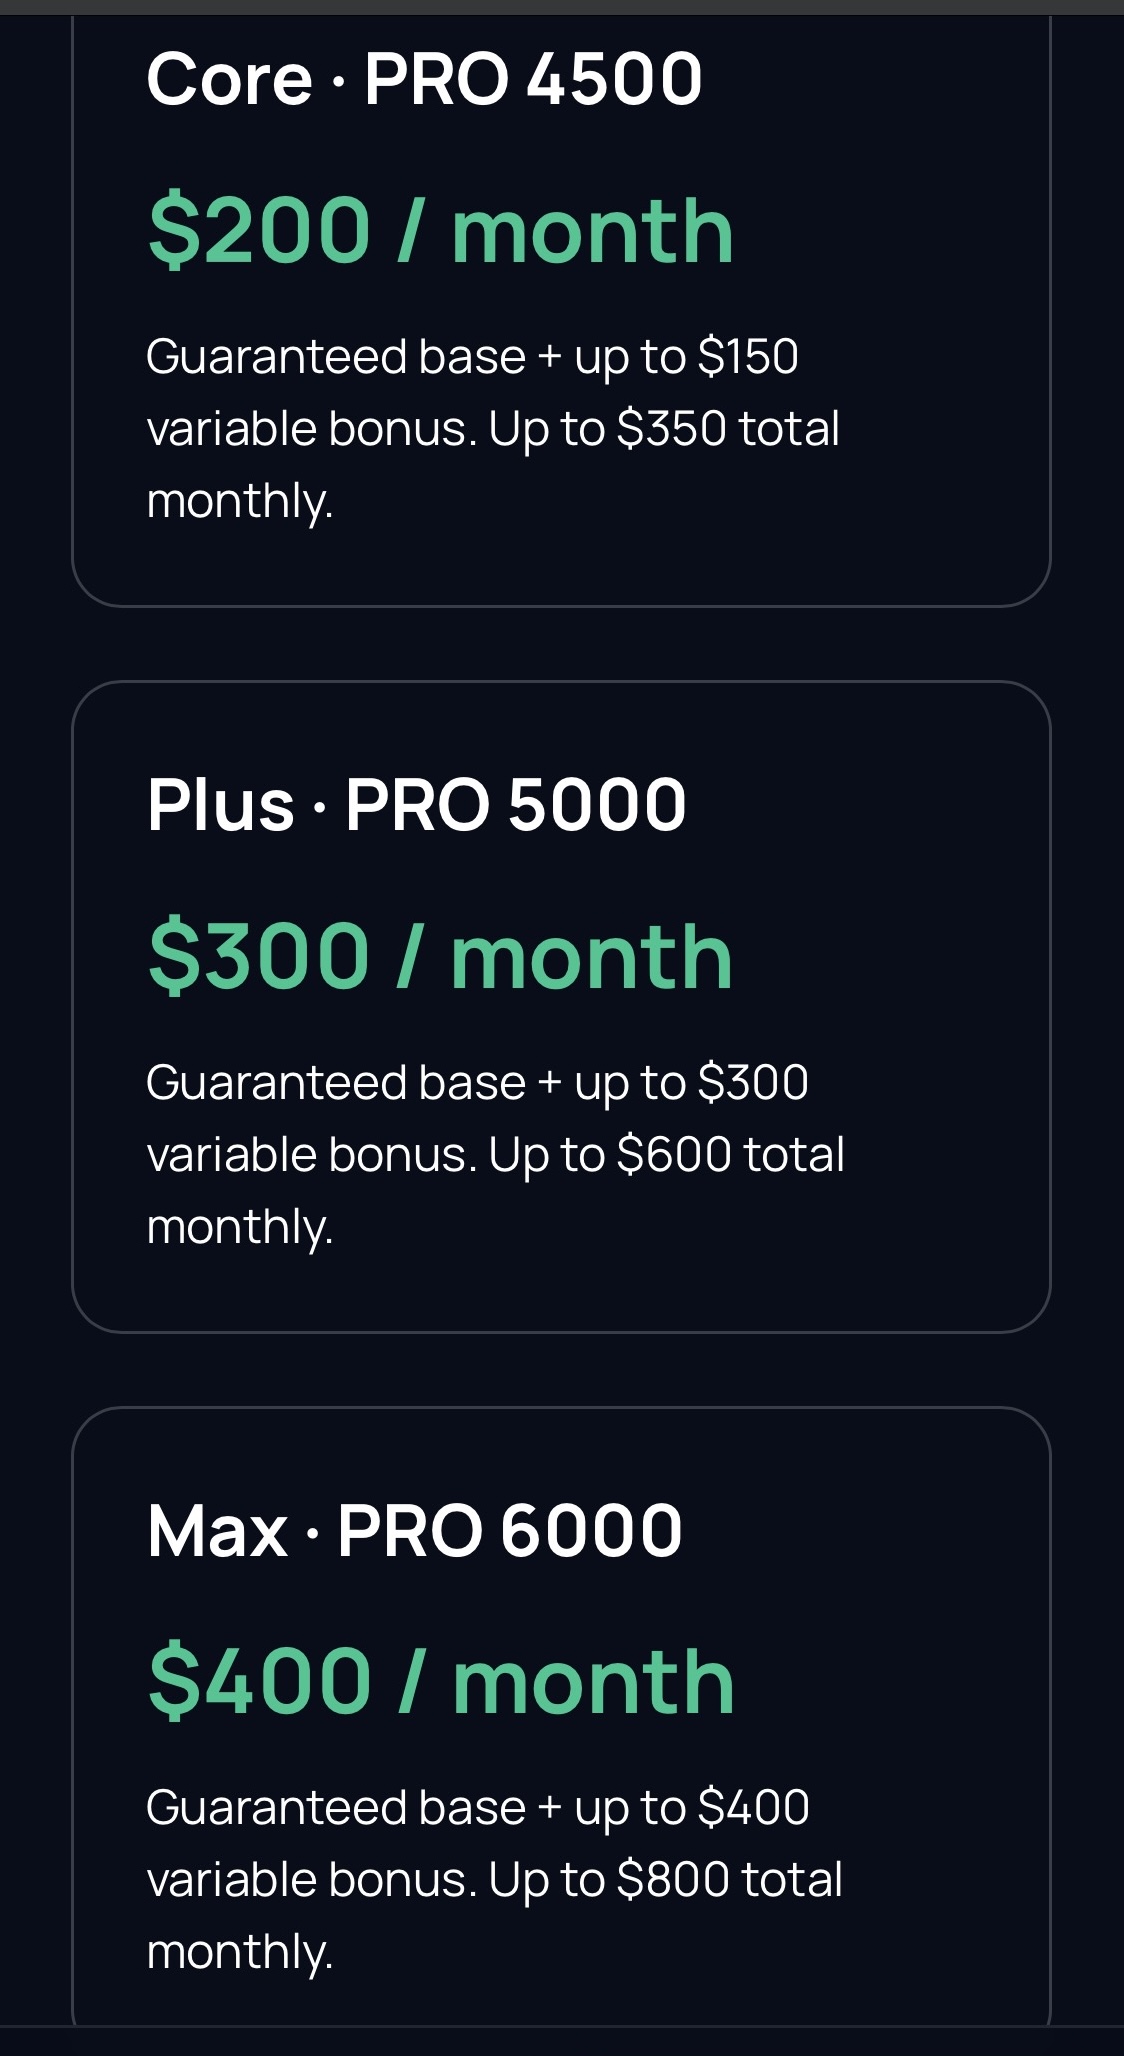 Core · PRO 4500
$200 / month
Guaranteed base + up to $150
variable bonus. Up to $350 total
monthly.
Plus · PRO 5000
$300 / month
Guaranteed base + up to $300
variable bonus. Up to $600 total
monthly.
Max · PRO 6000
$400 / month
Guaranteed base + up to $400
variable bonus. Up to $800 total
monthly.